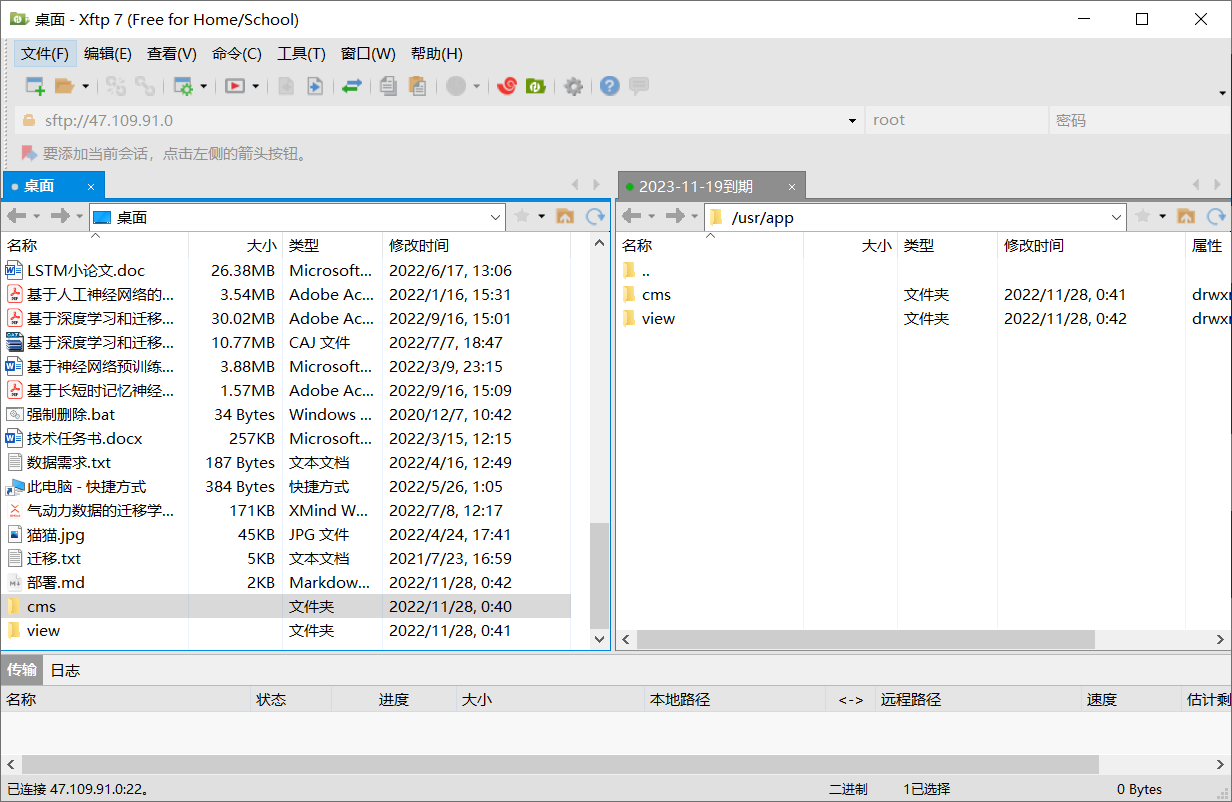 桌面 - Xftp 7 (Free for Home/School)
文件(F) 编辑(E) 查看(V) 命令(C) 工具(T) 窗口(W) 帮助(H)
sftp://47.109.91.0 root 密码
要添加当前会话，点击左侧的箭头按钮。
桌面 × 2023-11-19到期 ×
桌面 /usr/app
名称 大小 类型 修改时间 名称 大小 类型 修改时间 属性
LSTM小论文.doc 26.38MB Microsoft... 2022/6/17, 13:06 ..
基于人工神经网络的... 3.54MB Adobe Ac... 2022/1/16, 15:31 cms 文件夹 2022/11/28, 0:41 drwx
基于深度学习和迁移... 30.02MB Adobe Ac... 2022/9/16, 15:01 view 文件夹 2022/11/28, 0:42 drwx
基于深度学习和迁移... 10.77MB CAJ 文件 2022/7/7, 18:47
基于神经网络预训练... 3.88MB Microsoft... 2022/3/9, 23:15
基于长短时记忆神经... 1.57MB Adobe Ac... 2022/9/16, 15:09
强制删除.bat 34 Bytes Windows ... 2020/12/7, 10:42
技术任务书.docx 257KB Microsoft... 2022/3/15, 12:15
数据需求.txt 187 Bytes 文本文档 2022/4/16, 12:49
此电脑 - 快捷方式 384 Bytes 快捷方式 2022/5/26, 1:05
气动力数据的迁移学... 171KB XMind W... 2022/7/8, 12:17
猫猫.jpg 45KB JPG 文件 2022/4/24, 17:41
迁移.txt 5KB 文本文档 2021/7/23, 16:59
部署.md 2KB Markdow... 2022/11/28, 0:42
cms 文件夹 2022/11/28, 0:40
view 文件夹 2022/11/28, 0:41
传输 日志
名称 状态 进度 大小 本地路径 <-> 远程路径 速度 估计剩
已连接 47.109.91.0:22。 二进制 1已选择 0 Bytes